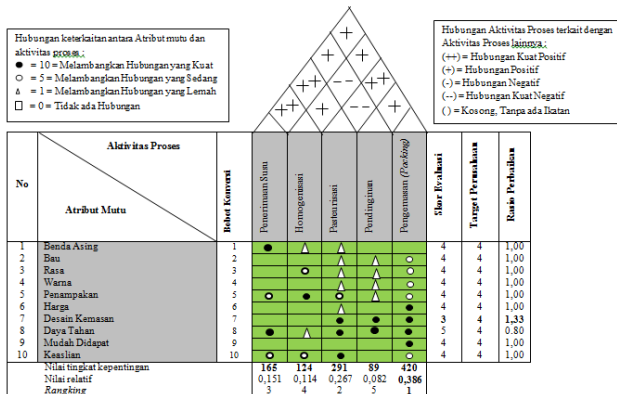 Hubungan keterkaitan antara Atribut mutu dan
aktivitas proses :
● = 10 = Melambangkan Hubungan yang Kuat
○ = 5 = Melambangkan Hubungan yang Sedang
Δ = 1 = Melambangkan Hubungan yang Lemah
□ = 0 = Tidak ada Hubungan
Hubungan Aktivitas Proses terkait dengan
Aktivitas Proses lainnya :
(++) = Hubungan Kuat Positif
(+) = Hubungan Positif
(-) = Hubungan Negatif
(--) = Hubungan Kuat Negatif
( ) = Kosong, Tanpa ada Ikatan
+
+ +
+ -- --
++ + - +
++ + ++ +
No
Aktivitas Proses
Atribut Mutu
Bobot Konversi
Penerimaan Susu
Homogenisasi
Pasteurisasi
Pendinginan
Pengemasan (Packing)
Skor Evaluasi
Target Perusahaan
Rasio Perbaikan
1 Benda Asing 1 ● Δ Δ 4 4 1,00
2 Bau 2 Δ Δ ○ 4 4 1,00
3 Rasa 3 ○ Δ Δ ○ 4 4 1,00
4 Warna 4 Δ Δ ○ 4 4 1,00
5 Penampakan 5 ○ ● ○ Δ ○ 4 4 1,00
6 Harga 6 Δ ● 4 4 1,00
7 Desain Kemasan 7 ● ● ● 3 4 1,33
8 Daya Tahan 8 ● Δ ● ● ● 5 4 0.80
9 Mudah Didapat 9 ● 4 4 1,00
10 Keaslian 10 ○ ○ ● ○ 4 4 1,00
Nilai tingkat kepentingan 165 124 291 89 420
Nilai relatif 0,151 0,114 0,267 0,082 0,386
Rangking 3 4 2 5 1